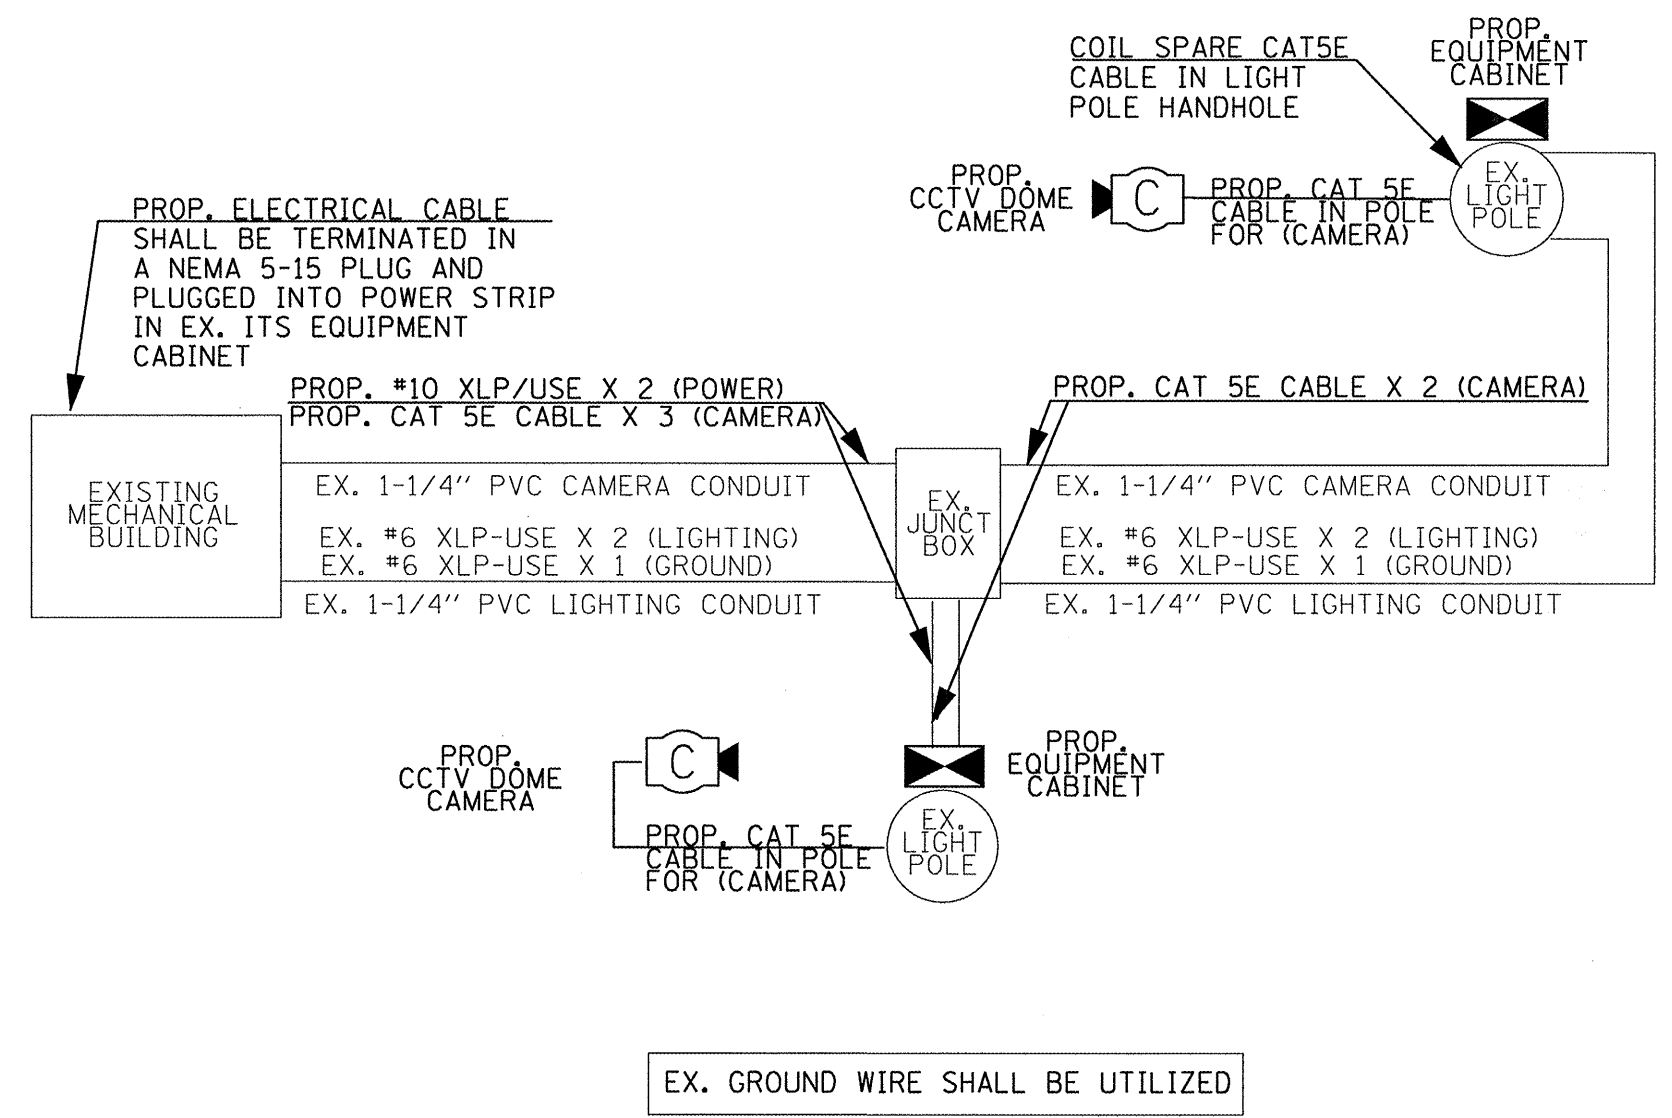 PROP.
EQUIPMENT
CABINET
COIL SPARE CAT5E
CABLE IN LIGHT
POLE HANDHOLE
EX.
LIGHT
POLE
PROP.
CCTV DOME
CAMERA
C
PROP. CAT 5E
CABLE IN POLE
FOR (CAMERA)
PROP. ELECTRICAL CABLE
SHALL BE TERMINATED IN
A NEMA 5-15 PLUG AND
PLUGGED INTO POWER STRIP
IN EX. ITS EQUIPMENT
CABINET
PROP. #10 XLP/USE X 2 (POWER)
PROP. CAT 5E CABLE X 3 (CAMERA)
PROP. CAT 5E CABLE X 2 (CAMERA)
EXISTING
MECHANICAL
BUILDING
EX. 1-1/4" PVC CAMERA CONDUIT
EX. #6 XLP-USE X 2 (LIGHTING)
EX. #6 XLP-USE X 1 (GROUND)
EX. 1-1/4" PVC LIGHTING CONDUIT
EX.
JUNCT
BOX
EX. 1-1/4" PVC CAMERA CONDUIT
EX. #6 XLP-USE X 2 (LIGHTING)
EX. #6 XLP-USE X 1 (GROUND)
EX. 1-1/4" PVC LIGHTING CONDUIT
PROP.
CCTV DOME
CAMERA
C
PROP.
EQUIPMENT
CABINET
PROP. CAT 5E
CABLE IN POLE
FOR (CAMERA)
EX.
LIGHT
POLE
EX. GROUND WIRE SHALL BE UTILIZED